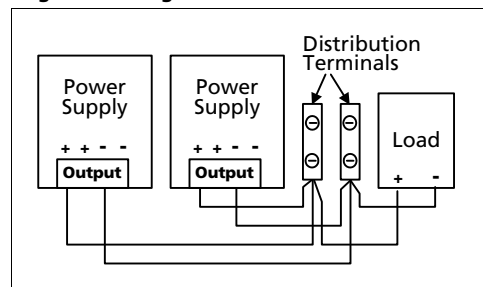 Distribution
Terminals
Power
Supply
+ + - -
Output
Power
Supply
+ + - -
Output
Load
+ -